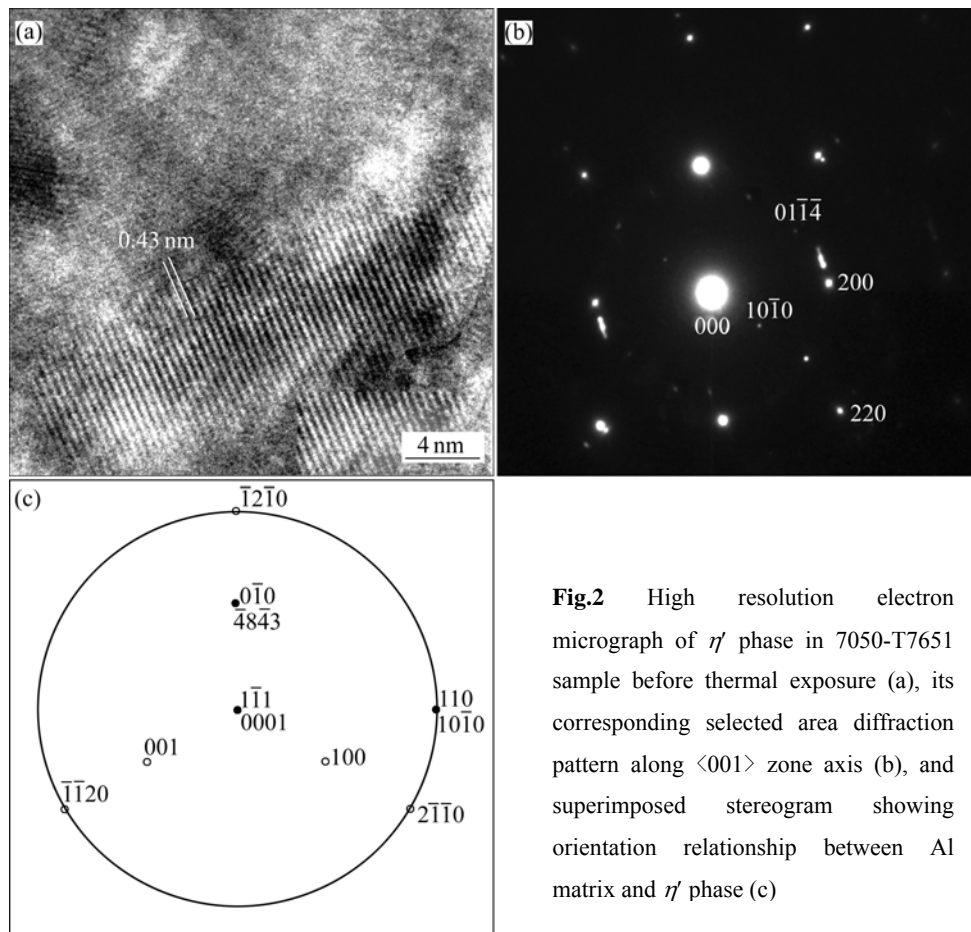 (a)
0.43 nm
4 nm
(b)
011̄4̄
200
101̄0
000
220
(c)
1̄21̄0
01̄0
4̄84̄3
11̄1
0001
110
101̄0
001
100
1̄1̄20
21̄1̄0
Fig.2 High resolution electron
micrograph of η′ phase in 7050-T7651
sample before thermal exposure (a), its
corresponding selected area diffraction
pattern along <001> zone axis (b), and
superimposed stereogram showing
orientation relationship between Al
matrix and η′ phase (c)